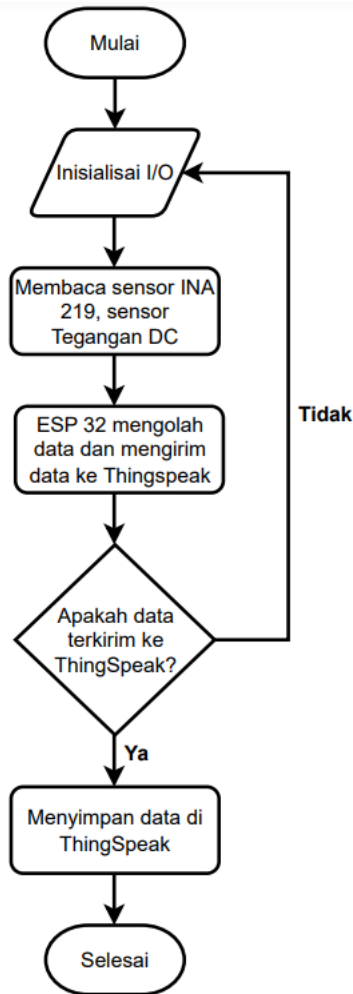 Mulai
Inisialisai I/O
Membaca sensor INA
219, sensor
Tegangan DC
Tidak
ESP 32 mengolah
data dan mengirim
data ke Thingspeak
Apakah data
terkirim ke
ThingSpeak?
Ya
Menyimpan data di
ThingSpeak
Selesai